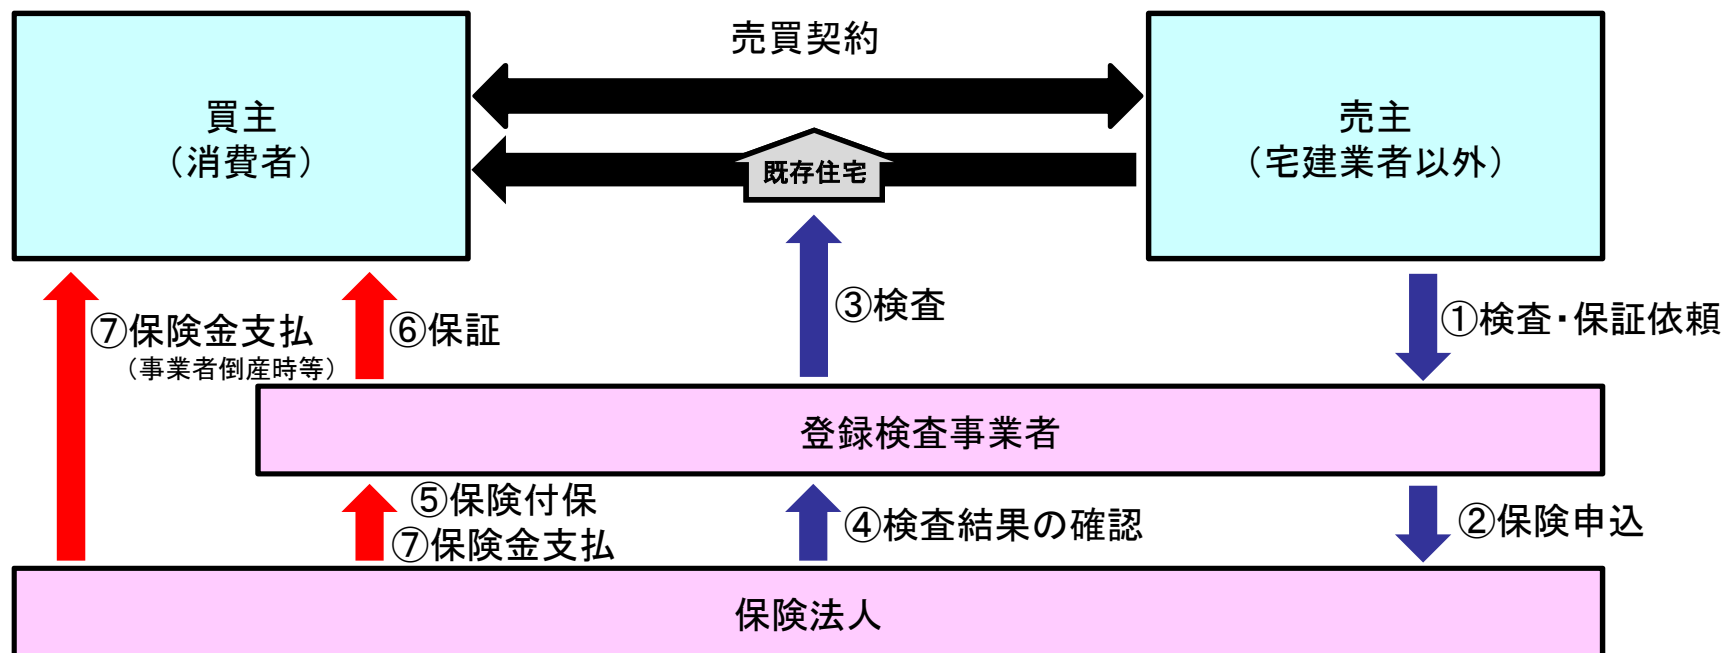 売買契約
買主
（消費者）
売主
（宅建業者以外）
既存住宅
⑦保険金支払
（事業者倒産時等）
⑥保証
③検査
①検査・保証依頼
登録検査事業者
⑤保険付保
⑦保険金支払
④検査結果の確認
②保険申込
保険法人